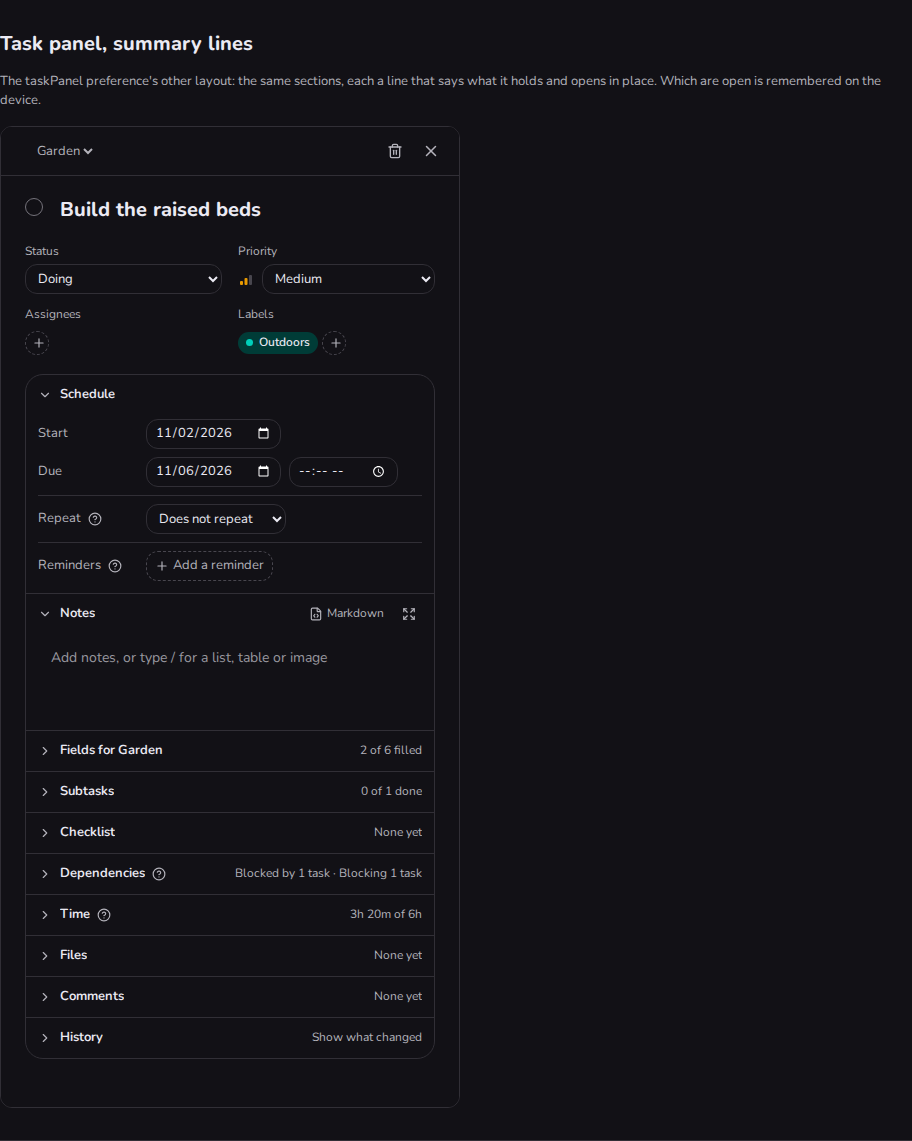 Task panel, summary lines
The taskPanel preference's other layout: the same sections, each a line that says what it holds and opens in place. Which are open is remembered on the
device.
Garden
Build the raised beds
Status
Priority
Doing
Medium
Assignees
Labels
Outdoors
Schedule
Start
11/02/2026
Due
11/06/2026
--:-- --
Repeat
Does not repeat
Reminders
Add a reminder
Notes
Markdown
Add notes, or type / for a list, table or image
Fields for Garden
2 of 6 filled
Subtasks
0 of 1 done
Checklist
None yet
Dependencies
Blocked by 1 task · Blocking 1 task
Time
3h 20m of 6h
Files
None yet
Comments
None yet
History
Show what changed